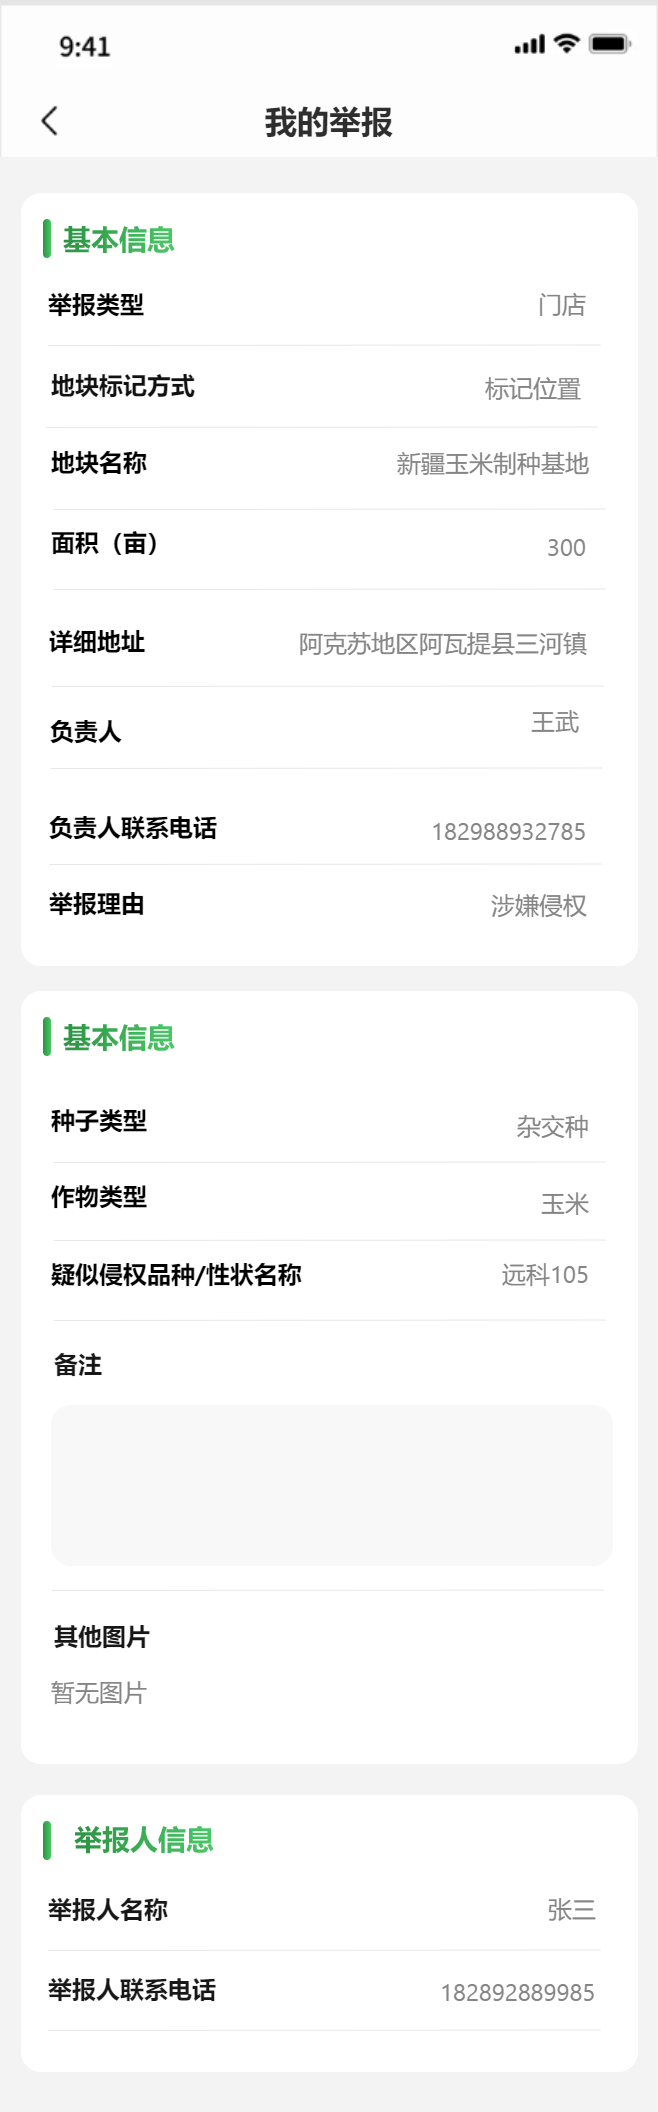 9:41
我的举报
基本信息
举报类型 门店
地块标记方式 标记位置
地块名称 新疆玉米制种基地
面积（亩） 300
详细地址 阿克苏地区阿瓦提县三河镇
负责人 王武
负责人联系电话 182988932785
举报理由 涉嫌侵权
基本信息
种子类型 杂交种
作物类型 玉米
疑似侵权品种/性状名称 远科105
备注
其他图片
暂无图片
举报人信息
举报人名称 张三
举报人联系电话 182892889985